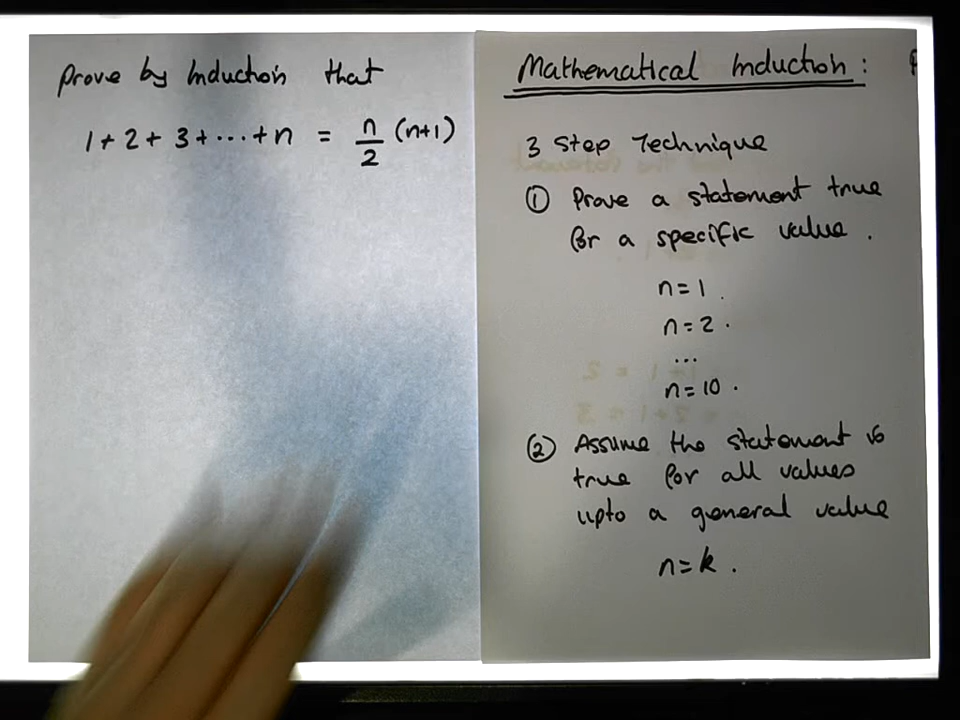 Prove by Induction that
1 + 2 + 3 + ... + n = n/2 (n+1)
Mathematical Induction :
3 Step Technique
① Prove a statement true
for a specific value .
n = 1 .
n = 2 .
...
n = 10 .
② Assume the statement is
true for all values
upto a general value
n = k .